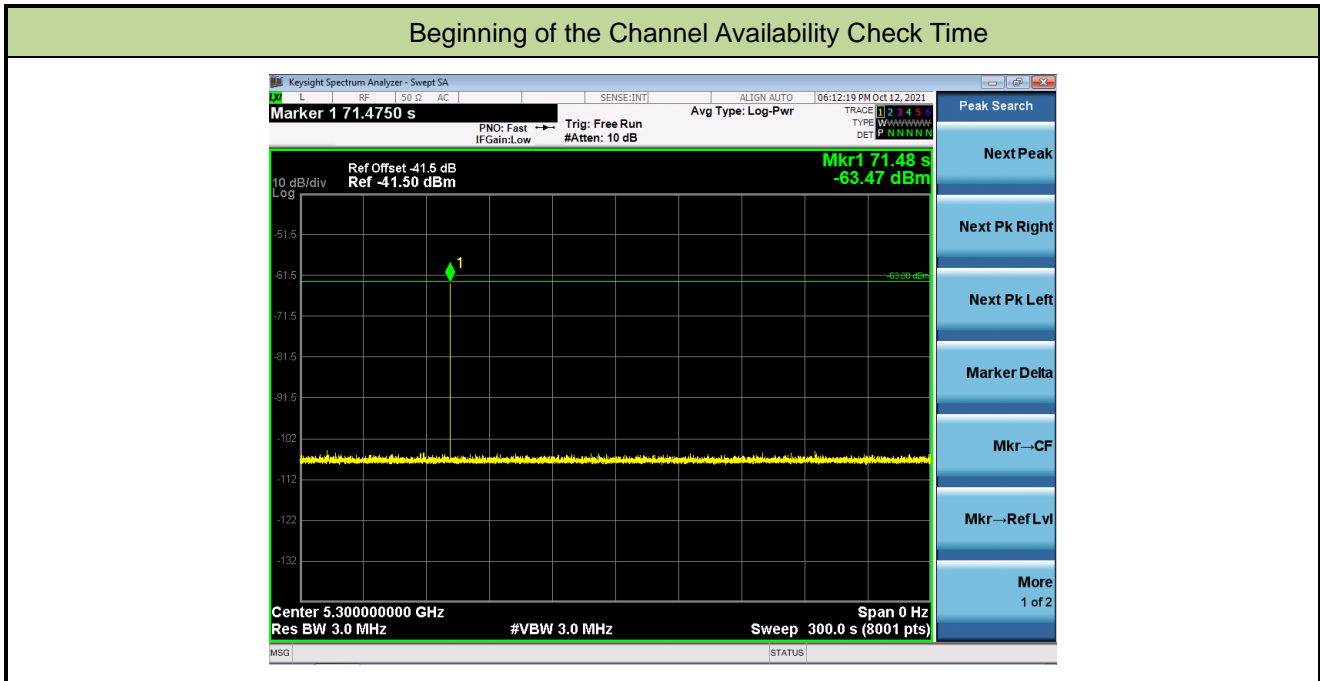 Beginning of the Channel Availability Check Time
Keysight Spectrum Analyzer - Swept SA
LXI L RF 50 Ω AC SENSE:INT ALIGN AUTO 06:12:19 PM Oct 12, 2021
Marker 1 71.4750 s
PNO: Fast
IFGain:Low
Trig: Free Run
#Atten: 10 dB
Avg Type: Log-Pwr
TRACE 1 2 3 4 5 6
TYPE WWWWWW
DET P N N N N N
Peak Search
Ref Offset -41.5 dB
10 dB/div Ref -41.50 dBm
Log
Mkr1 71.48 s
-63.47 dBm
-51.5
-61.5
-71.5
-81.5
-91.5
-102
-112
-122
-132
1
-63.00 dBm
Center 5.300000000 GHz
Span 0 Hz
Res BW 3.0 MHz
#VBW 3.0 MHz
Sweep 300.0 s (8001 pts)
Next Peak
Next Pk Right
Next Pk Left
Marker Delta
Mkr→CF
Mkr→Ref Lvl
More
1 of 2
MSG
STATUS